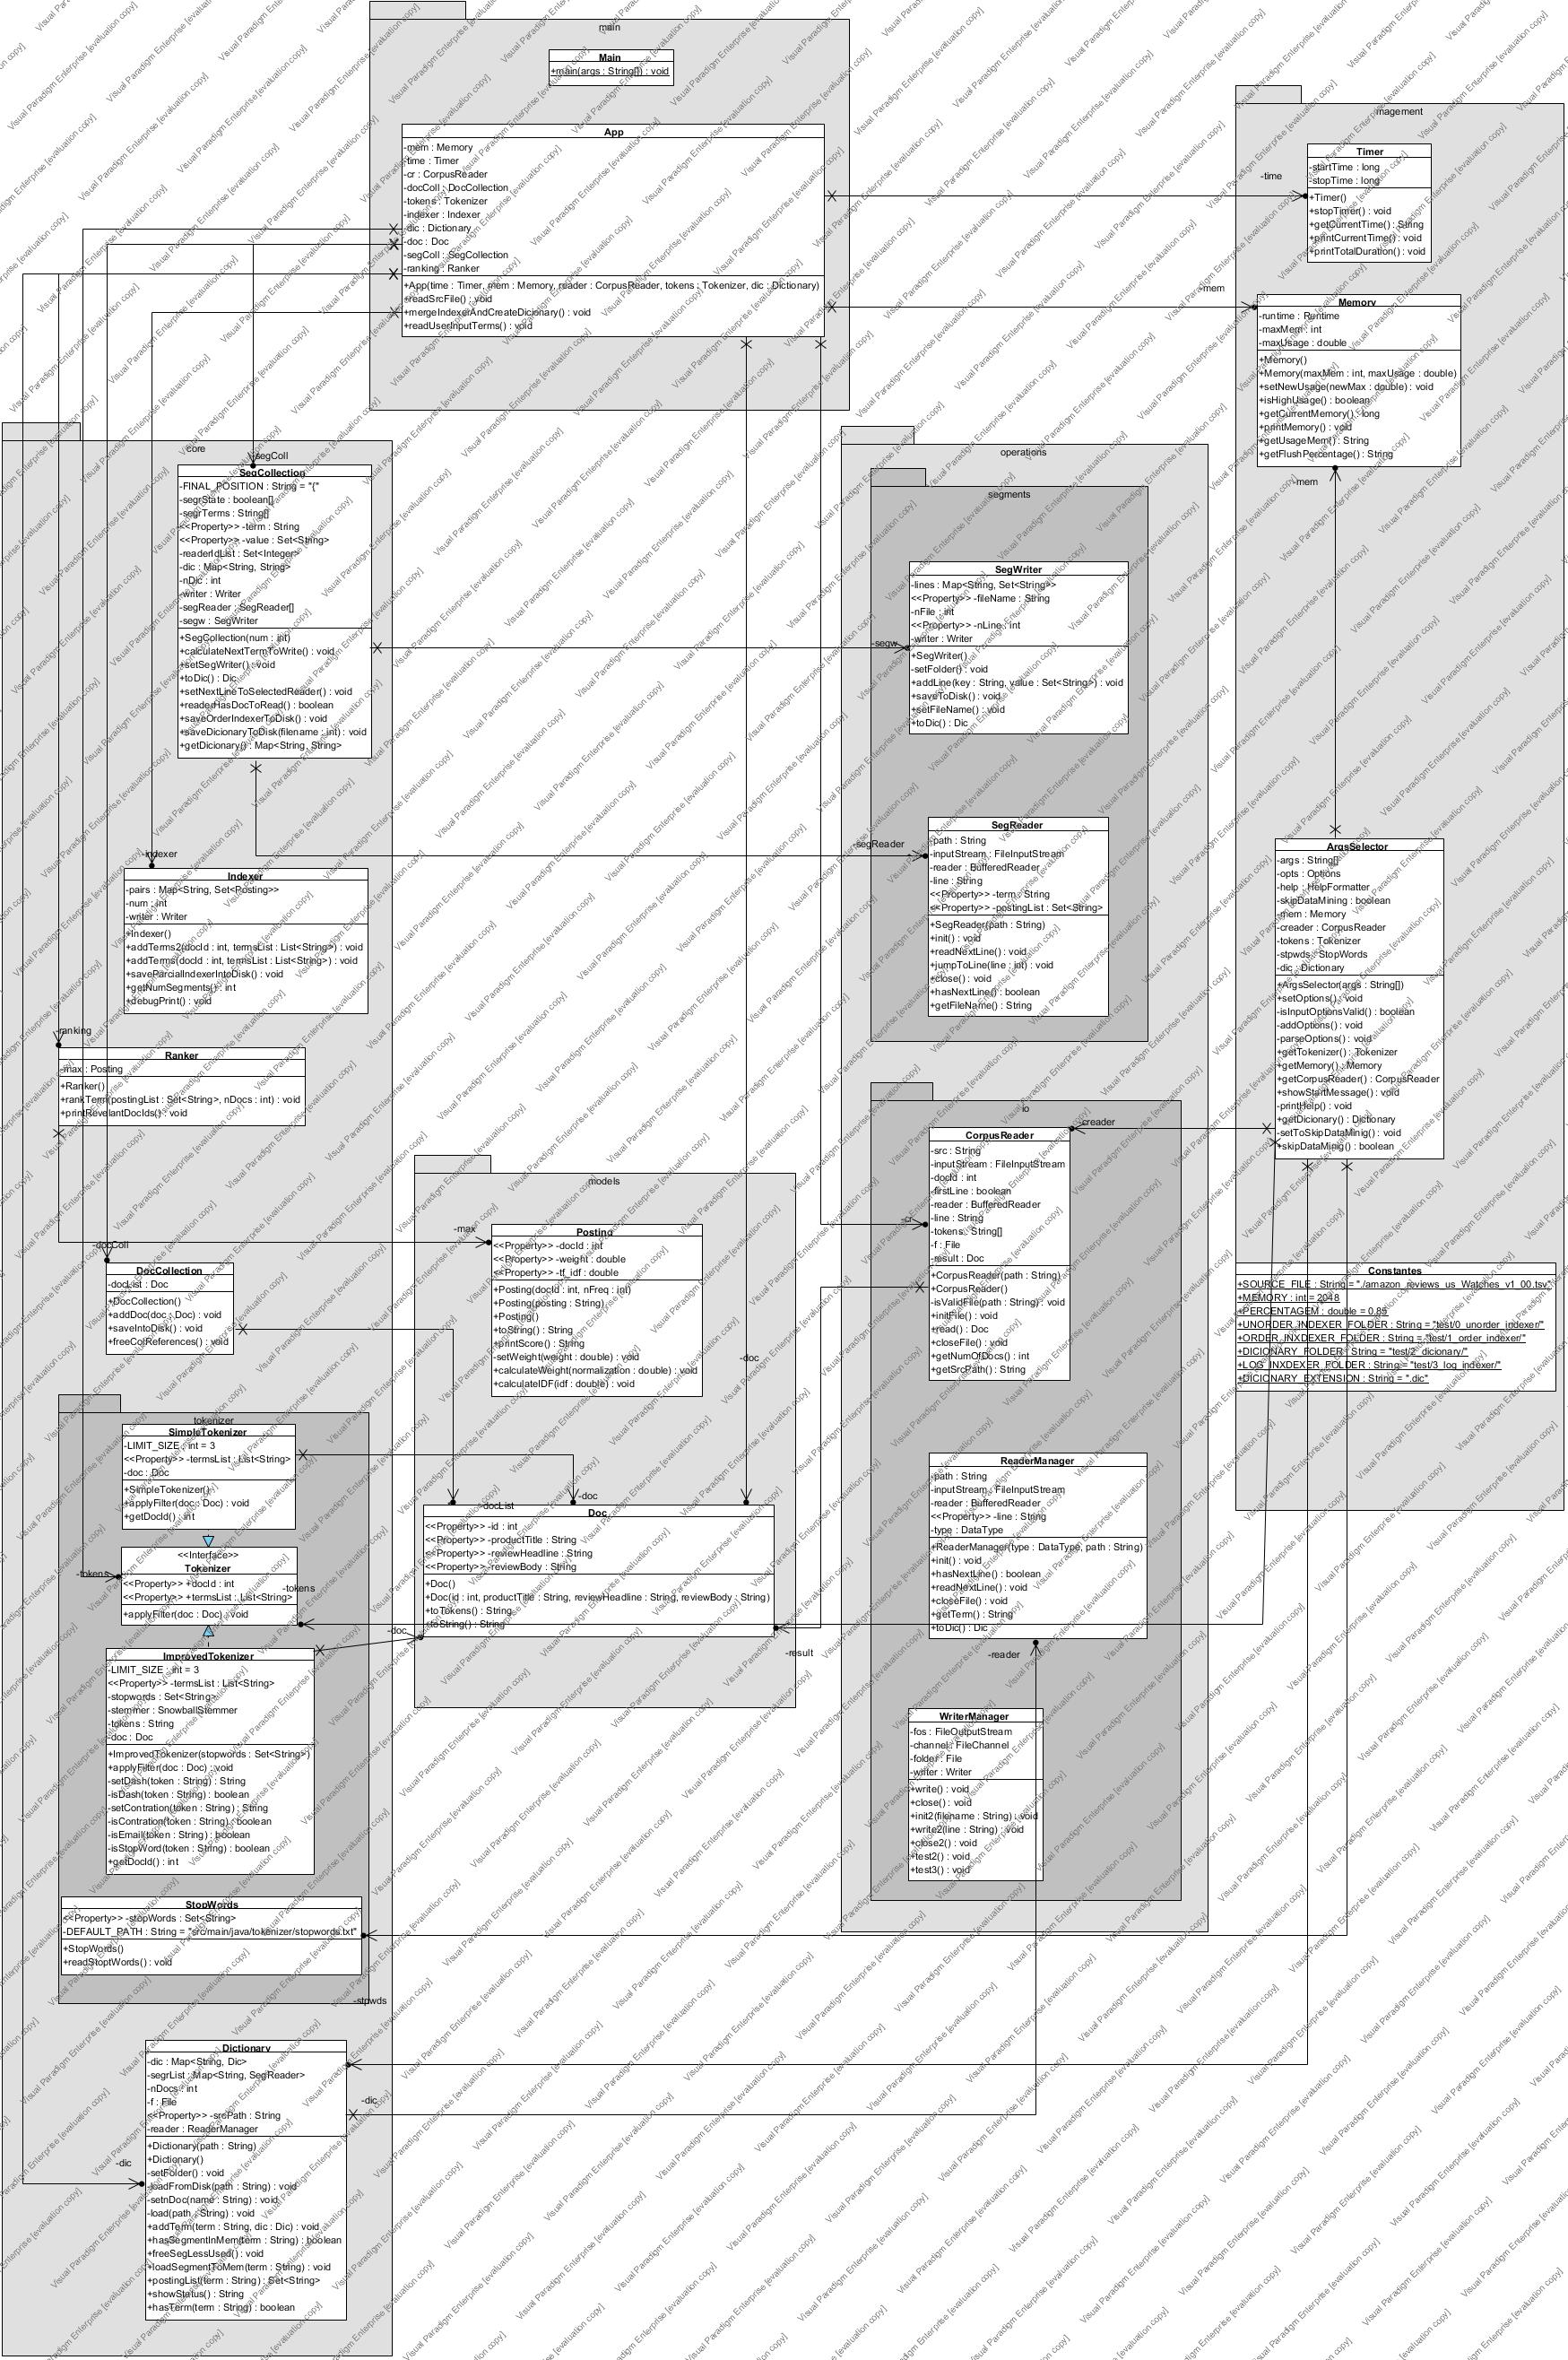 main
Main
+main(args : String[]) : void
App
-mem : Memory
-time : Timer
-cr : CorpusReader
-docColl : DocCollection
-tokens : Tokenizer
-indexer : Indexer
-dic : Dictionary
-doc : Doc
-segColl : SegCollection
-ranking : Ranker
+App(time : Timer, mem : Memory, reader : CorpusReader, tokens : Tokenizer, dic : Dictionary)
+readSrcFile() : void
+mergeIndexerAndCreateDicionary() : void
+readUserInputTerms() : void
magement
-time
Timer
-startTime : long
-stopTime : long
+Timer()
+stopTimer() : void
+getCurrentTime() : String
+printCurrentTime() : void
+printTotalDuration() : void
-mem
Memory
-runtime : Runtime
-maxMem : int
-maxUsage : double
+Memory()
+Memory(maxMem : int, maxUsage : double)
+setNewUsage(newMax : double) : void
+isHighUsage() : boolean
+getCurrentMemory() : long
+printMemory() : void
+getUsageMem() : String
+getFlushPercentage() : String
-mem
core
-segColl
SegCollection
-FINAL_POSITION : String = "{"
-segrState : boolean[]
-segrTerms : String[]
<<Property>> -term : String
<<Property>> -value : Set<String>
-readerIdList : Set<Integer>
-dic : Map<String, String>
-nDic : int
-writer : Writer
-segReader : SegReader[]
-segw : SegWriter
+SegCollection(num : int)
+calculateNextTermToWrite() : void
+setSegWriter() : void
+toDic() : Dic
+setNextLineToSelectedReader() : void
+readerHasDocToRead() : boolean
+saveOrderIndexerToDisk() : void
+saveDicionaryToDisk(filename : int) : void
+getDicionary() : Map<String, String>
operations
segments
SegWriter
-lines : Map<String, Set<String>>
<<Property>> -fileName : String
-nFile : int
<<Property>> -nLine : int
-writer : Writer
+SegWriter()
-setFolder() : void
+addLine(key : String, value : Set<String>) : void
+saveToDisk() : void
+setFileName() : void
+toDic() : Dic
-segw
SegReader
-path : String
-inputStream : FileInputStream
-reader : BufferedReader
-line : String
<<Property>> -term : String
<<Property>> -postingList : Set<String>
+SegReader(path : String)
+init() : void
+readNextLine() : void
+jumpToLine(line : int) : void
+close() : void
+hasNextLine() : boolean
+getFileName() : String
-segReader
ArgsSelector
-args : String[]
-opts : Options
-help : HelpFormatter
-skipDataMining : boolean
-mem : Memory
-creader : CorpusReader
-tokens : Tokenizer
-stpwds : StopWords
-dic : Dictionary
+ArgsSelector(args : String[])
+setOptions() : void
-isInputOptionsValid() : boolean
-addOptions() : void
-parseOptions() : void
+getTokenizer() : Tokenizer
+getMemory() : Memory
+getCorpusReader() : CorpusReader
+showStartMessage() : void
-printHelp() : void
+getDicionary() : Dictionary
-setToSkipDataMinig() : void
+skipDataMinig() : boolean
-indexer
Indexer
-pairs : Map<String, Set<Posting>>
-num : int
-writer : Writer
+Indexer()
+addTerms2(docId : int, termsList : List<String>) : void
+addTerms(docId : int, termsList : List<String>) : void
+saveParcialIndexerIntoDisk() : void
+getNumSegments() : int
+debugPrint() : void
-ranking
Ranker
-max : Posting
+Ranker()
+rankTerm(postingList : Set<String>, nDocs : int) : void
+printRevelantDocIds() : void
io
-creader
CorpusReader
-src : String
-inputStream : FileInputStream
-docId : int
-firstLine : boolean
-reader : BufferedReader
-line : String
-tokens : String[]
-f : File
-result : Doc
+CorpusReader(path : String)
+CorpusReader()
-isValidFile(path : String) : void
-initFile() : void
+read() : Doc
+closeFile() : void
+getNumOfDocs() : int
+getSrcPath() : String
-cr
models
-max
Posting
<<Property>> -docId : int
<<Property>> -weight : double
<<Property>> -tf_idf : double
+Posting(docId : int, nFreq : int)
+Posting(posting : String)
+Posting()
+toString() : String
+printScore() : String
-setWeight(weight : double) : void
+calculateWeight(normalization : double) : void
+calculateIDF(idf : double) : void
-docColl
DocCollection
-docList : Doc
+DocCollection()
+addDoc(doc : Doc) : void
+saveIntoDisk() : void
+freeColReferences() : void
Constantes
+SOURCE_FILE : String = "./amazon_reviews_us_Watches_v1_00.tsv"
+MEMORY : int = 2048
+PERCENTAGEM : double = 0.85
+UNORDER_INDEXER_FOLDER : String = "test/0_unorder_indexer/"
+ORDER_INXDEXER_FOLDER : String = "test/1_order_indexer/"
+DICIONARY_FOLDER : String = "test/2_dicionary/"
+LOG_INXDEXER_FOLDER : String = "test/3_log_indexer/"
+DICIONARY_EXTENSION : String = ".dic"
-doc
tokenizer
SimpleTokenizer
-LIMIT_SIZE : int = 3
<<Property>> -termsList : List<String>
-doc : Doc
+SimpleTokenizer()
+applyFilter(doc : Doc) : void
+getDocId() : int
-docList
-doc
Doc
<<Property>> -id : int
<<Property>> -productTitle : String
<<Property>> -reviewHeadline : String
<<Property>> -reviewBody : String
+Doc()
+Doc(id : int, productTitle : String, reviewHeadline : String, reviewBody : String)
+toTokens() : String
+toString() : String
-doc
-result
<<Interface>>
Tokenizer
<<Property>> +docId : int
<<Property>> +termsList : List<String>
+applyFilter(doc : Doc) : void
-tokens
-tokens
ReaderManager
-path : String
-inputStream : FileInputStream
-reader : BufferedReader
<<Property>> -line : String
-type : DataType
+ReaderManager(type : DataType, path : String)
+init() : void
+hasNextLine() : boolean
+readNextLine() : void
+closeFile() : void
+getTerm() : String
+toDic() : Dic
-reader
ImprovedTokenizer
-LIMIT_SIZE : int = 3
<<Property>> -termsList : List<String>
-stopwords : Set<String>
-stemmer : SnowballStemmer
-tokens : String
-doc : Doc
+ImprovedTokenizer(stopwords : Set<String>)
+applyFilter(doc : Doc) : void
-setDash(token : String) : String
-isDash(token : String) : boolean
-setContration(token : String) : String
-isContration(token : String) : boolean
-isEmail(token : String) : boolean
-isStopWord(token : String) : boolean
+getDocId() : int
WriterManager
-fos : FileOutputStream
-channel : FileChannel
-folder : File
-writer : Writer
+write() : void
+close() : void
+init2(filename : String) : void
+write2(line : String) : void
+close2() : void
+test2() : void
+test3() : void
StopWords
<<Property>> -stopWords : Set<String>
-DEFAULT_PATH : String = "src/main/java/tokenizer/stopwords.txt"
+StopWords()
+readStoptWords() : void
-stpwds
Dictionary
-dic : Map<String, Dic>
-segrList : Map<String, SegReader>
-nDocs : int
-f : File
<<Property>> -srcPath : String
-reader : ReaderManager
+Dictionary(path : String)
+Dictionary()
-setFolder() : void
-loadFromDisk(path : String) : void
-setnDoc(name : String) : void
-load(path : String) : void
+addTerm(term : String, dic : Dic) : void
+hasSegmentInMem(term : String) : boolean
+freeSegLessUsed() : void
+loadSegmentToMem(term : String) : void
+postingList(term : String) : Set<String>
+showStatus() : String
+hasTerm(term : String) : boolean
-dic
-dic
Visual Paradigm Enterprise [evaluation copy]